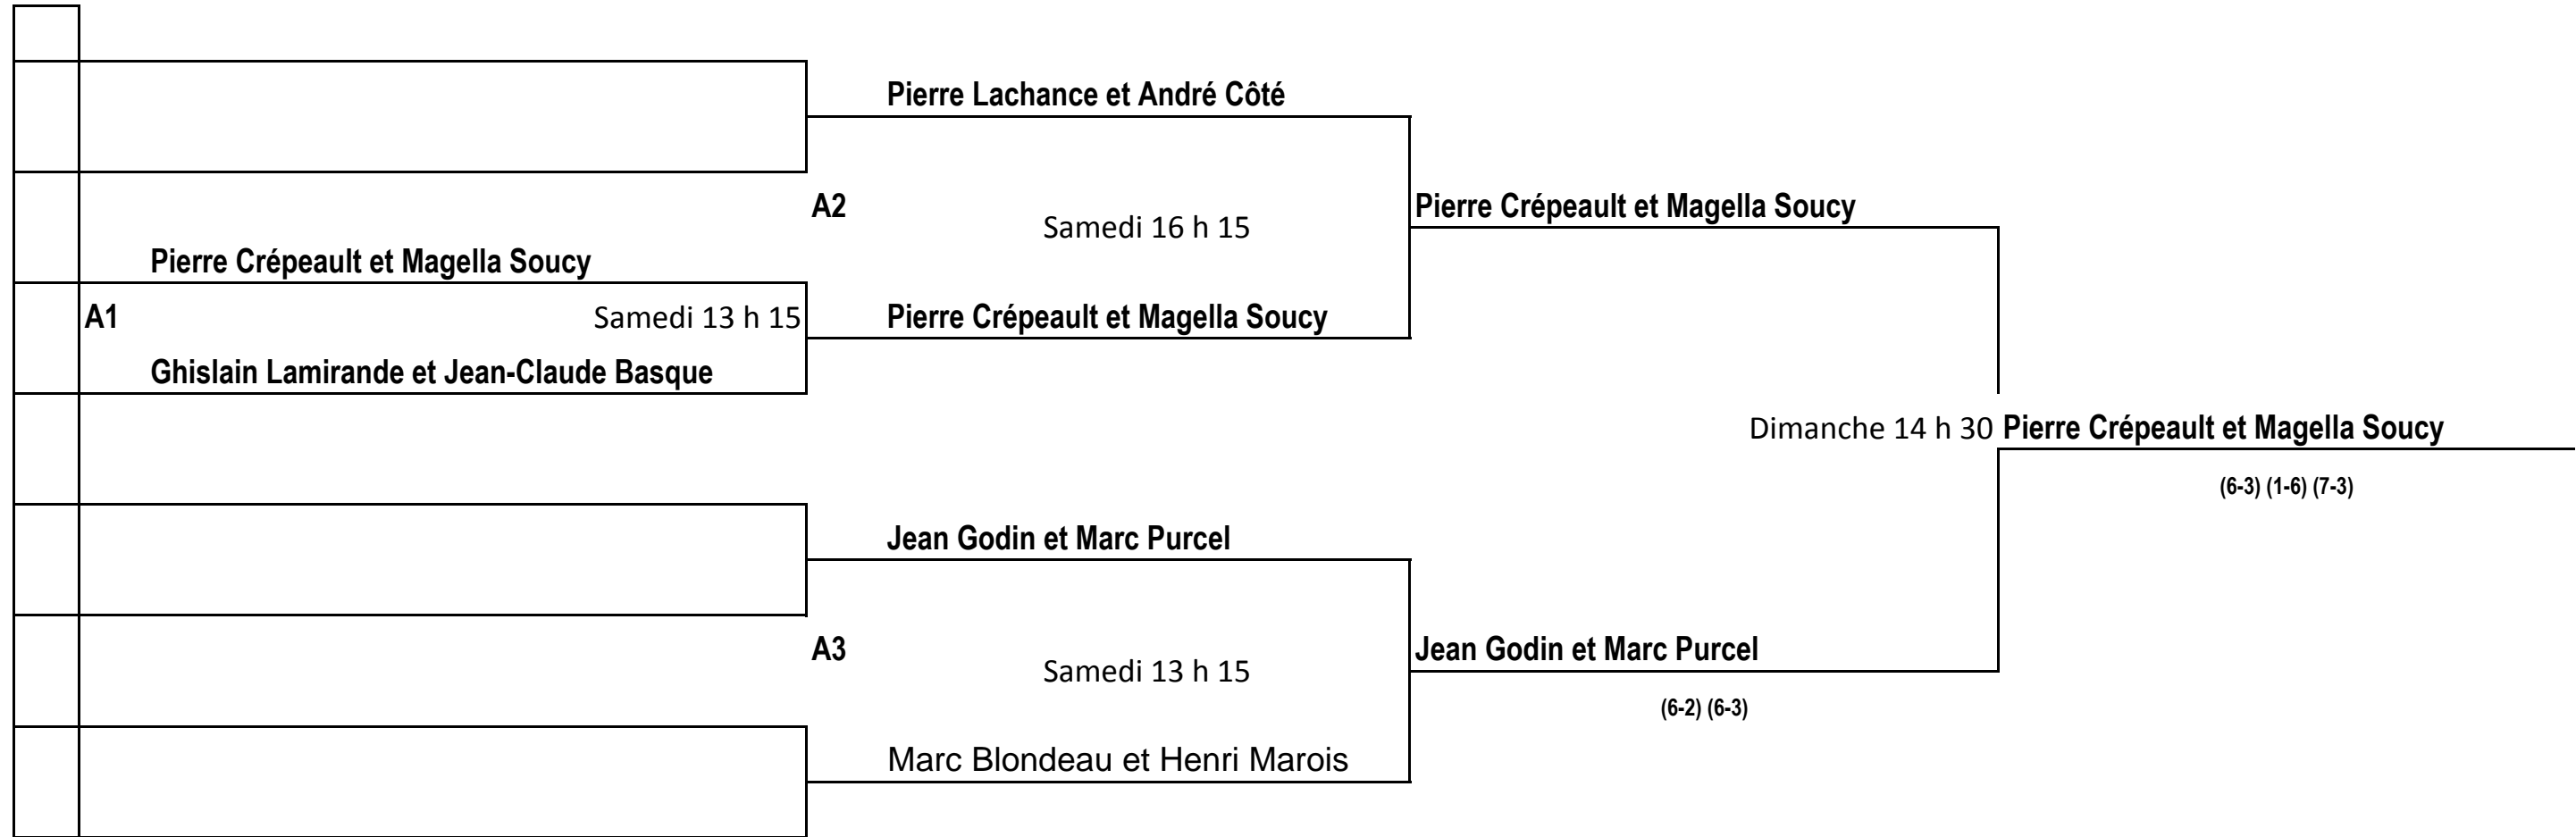 Pierre Lachance et André Côté
A2
Samedi 16 h 15
Pierre Crépeault et Magella Soucy
Pierre Crépeault et Magella Soucy
A1
Samedi 13 h 15
Pierre Crépeault et Magella Soucy
Ghislain Lamirande et Jean-Claude Basque
Dimanche 14 h 30
Pierre Crépeault et Magella Soucy
(6-3) (1-6) (7-3)
Jean Godin et Marc Purcel
A3
Samedi 13 h 15
Jean Godin et Marc Purcel
(6-2) (6-3)
Marc Blondeau et Henri Marois